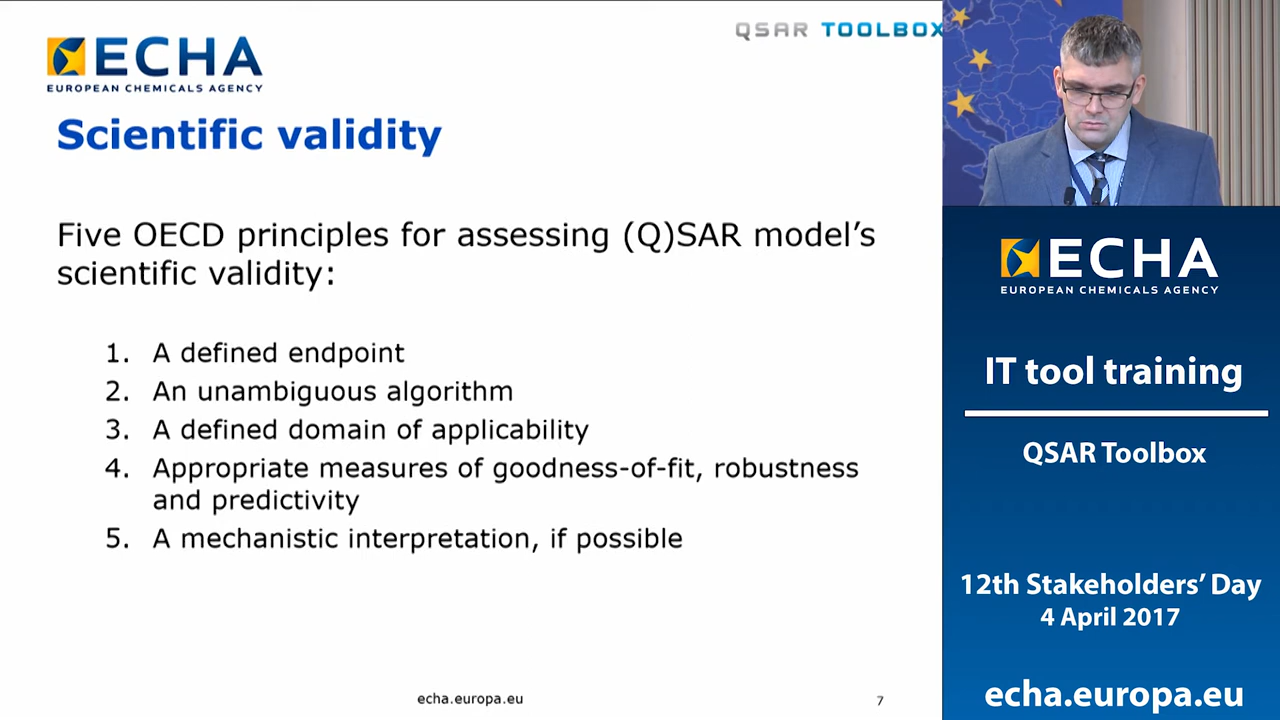 QSAR TOOLBOX
ECHA
EUROPEAN CHEMICALS AGENCY
Scientific validity
Five OECD principles for assessing (Q)SAR model’s
scientific validity:
1. A defined endpoint
2. An unambiguous algorithm
3. A defined domain of applicability
4. Appropriate measures of goodness-of-fit, robustness
and predictivity
5. A mechanistic interpretation, if possible
echa.europa.eu
7
ECHA
EUROPEAN CHEMICALS AGENCY
IT tool training
QSAR Toolbox
12th Stakeholders’ Day
4 April 2017
echa.europa.eu